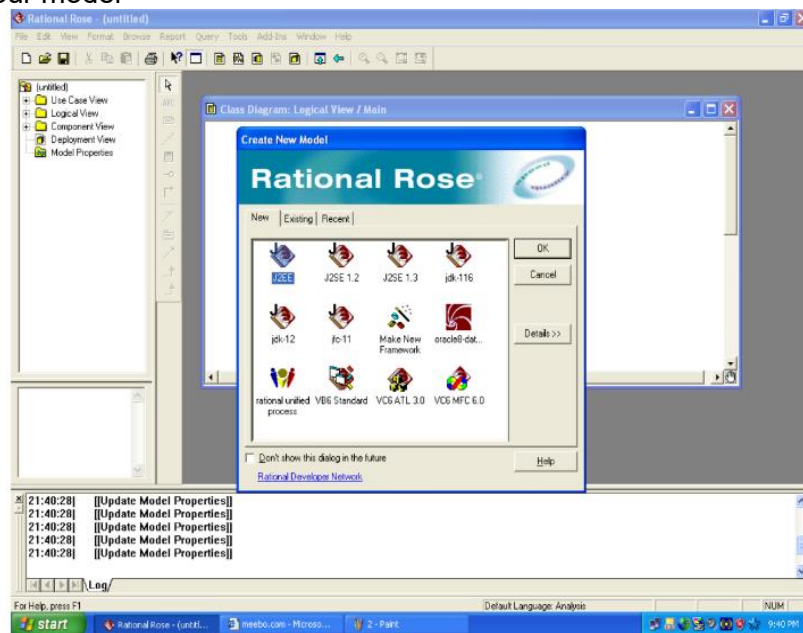 our model
Rational Rose - (untitled)
File Edit View Format Browse Report Query Tools Add-Ins Window Help
(untitled)
Use Case View
Logical View
Component View
Deployment View
Model Properties
ABC
Class Diagram: Logical View / Main
Create New Model
Rational Rose
New Existing Recent
J2EE J2SE 1.2 J2SE 1.3 jdk-116
jdk-12 jfc-11 Make New Framework oracle8-dat...
rational unified process VB6 Standard VC6 ATL 3.0 VC6 MFC 6.0
OK
Cancel
Details >>
Don't show this dialog in the future
Help
Rational Developer Network
21:40:28| [[Update Model Properties]]
21:40:28| [[Update Model Properties]]
21:40:28| [[Update Model Properties]]
21:40:28| [[Update Model Properties]]
21:40:28| [[Update Model Properties]]
Log
For Help, press F1 Default Language: Analysis NUM
start Rational Rose - (untitl... meebo.com - Microso... 2 - Paint 9:40 PM